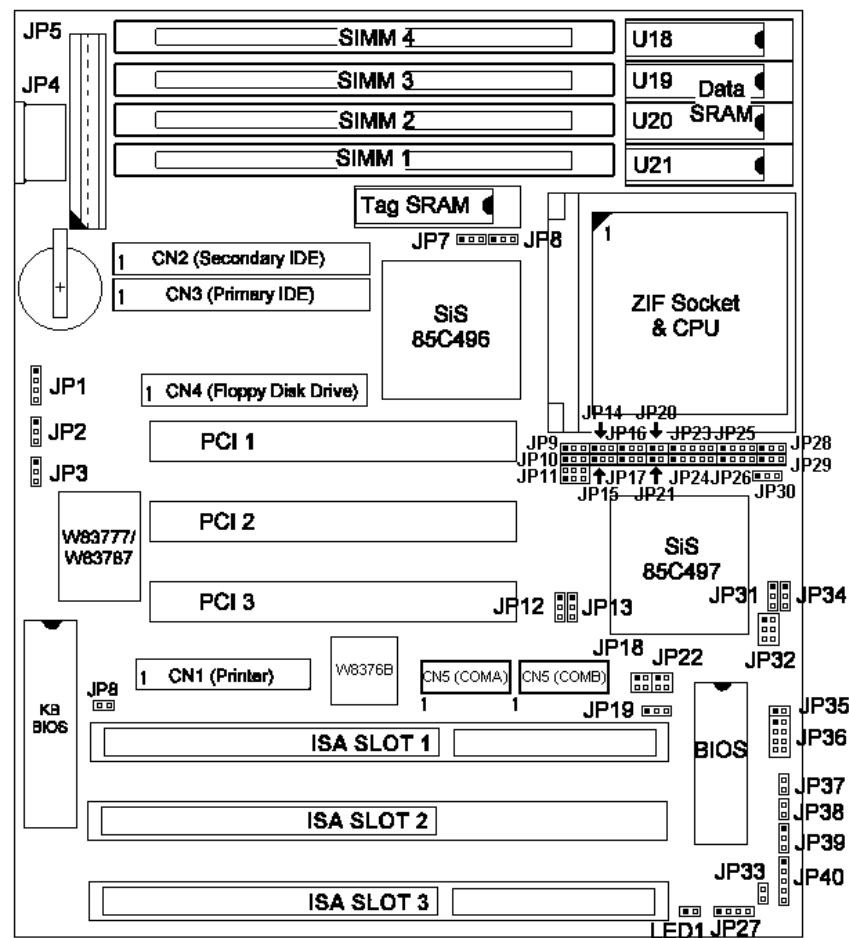 JP5
SIMM 4
U18
JP4
SIMM 3
U19
Data
SRAM
SIMM 2
U20
SIMM 1
U21
Tag SRAM
JP7
JP8
1
CN2 (Secondary IDE)
1
CN3 (Primary IDE)
SiS
85C496
1
ZIF Socket
& CPU
JP1
1
CN4 (Floppy Disk Drive)
JP2
PCI 1
JP3
JP14
JP20
JP9
JP16
JP23
JP25
JP28
JP10
JP29
JP11
JP17
JP24
JP26
JP15
JP21
JP30
W83777/
W83787
PCI 2
SiS
85C497
PCI 3
JP12
JP13
JP31
JP34
JP18
JP32
JP22
1
CN1 (Printer)
W8376B
CN5 (COMA)
CN5 (COMB)
1
1
JP8
KB
BIOS
JP19
JP35
JP36
BIOS
ISA SLOT 1
JP37
JP38
ISA SLOT 2
JP39
JP33
JP40
ISA SLOT 3
LED1
JP27